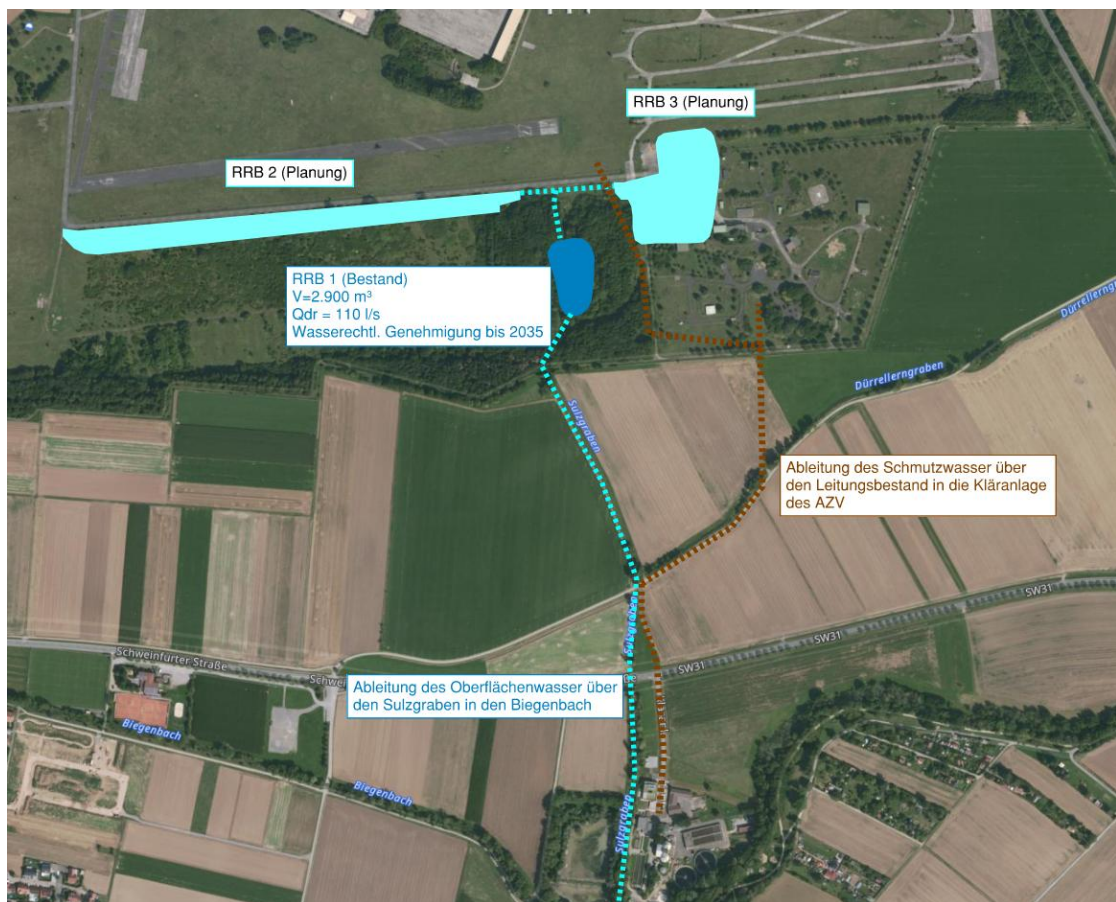 RRB 3 (Planung)
RRB 2 (Planung)
RRB 1 (Bestand)
V=2.900 m³
Qdr = 110 l/s
Wasserechtl. Genehmigung bis 2035
Dürrellerngr
Dürrellerngraben
Sulzgraben
Ableitung des Schmutzwasser über
den Leitungsbestand in die Kläranlage
des AZV
SW31
Sulzgraben
Schweinfurter Straße
SW31
Schwei
Ableitung des Oberflächenwasser über
den Sulzgraben in den Biegenbach
Biegenbach
Biegenbach
Sulzgraben